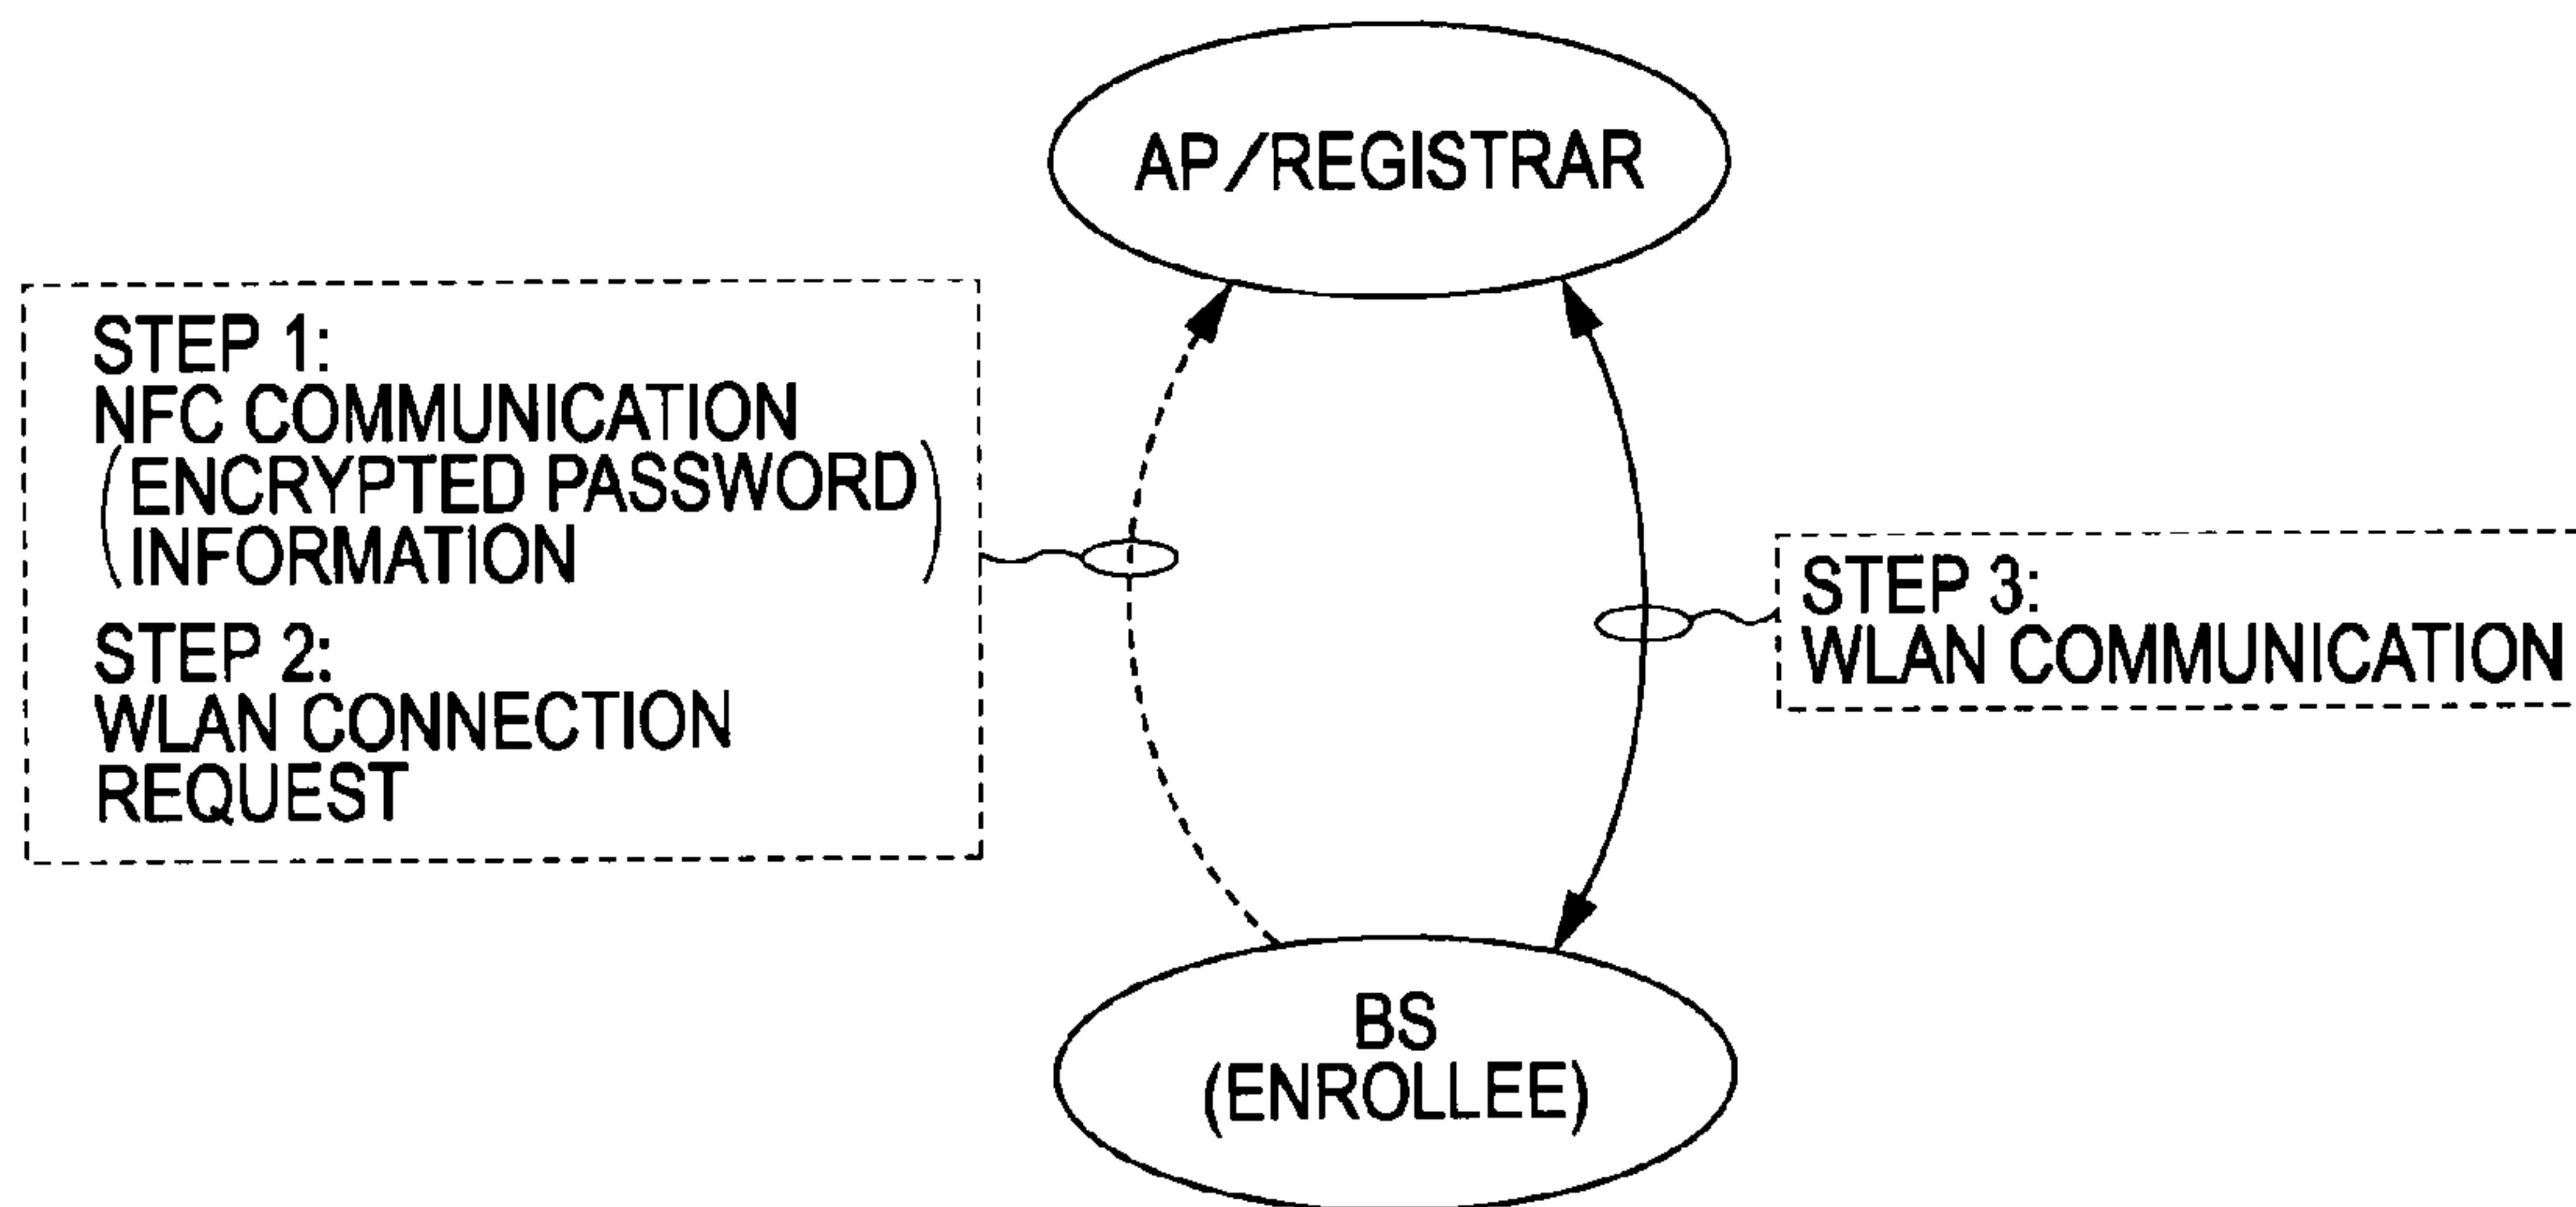 AP/REGISTRAR
STEP 1:
NFC COMMUNICATION
(ENCRYPTED PASSWORD
INFORMATION)
STEP 2:
WLAN CONNECTION
REQUEST
STEP 3:
WLAN COMMUNICATION
BS
(ENROLLEE)